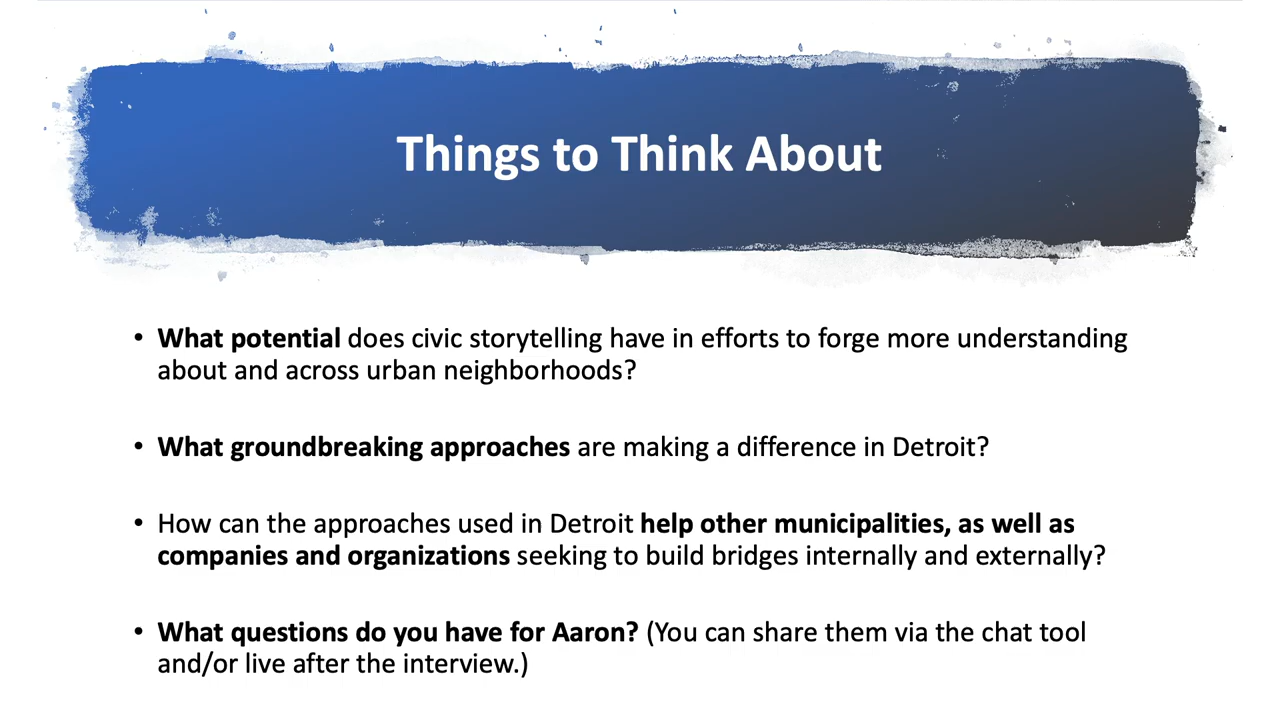 Things to Think About
• What potential does civic storytelling have in efforts to forge more understanding
about and across urban neighborhoods?
• What groundbreaking approaches are making a difference in Detroit?
• How can the approaches used in Detroit help other municipalities, as well as
companies and organizations seeking to build bridges internally and externally?
• What questions do you have for Aaron? (You can share them via the chat tool
and/or live after the interview.)